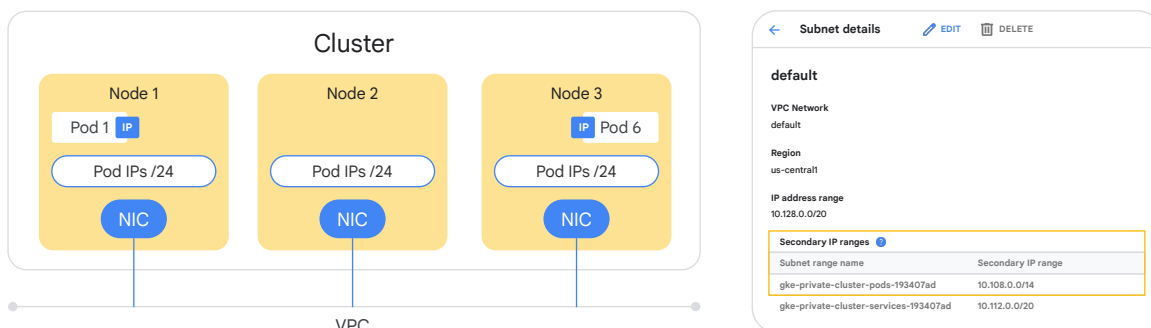 Cluster
Node 1
Pod 1 IP
Pod IPs /24
NIC
Node 2
Pod IPs /24
NIC
Node 3
IP Pod 6
Pod IPs /24
NIC
VPC
Subnet details EDIT DELETE
default
VPC Network
default
Region
us-central1
IP address range
10.128.0.0/20
Secondary IP ranges ?
Subnet range name Secondary IP range
gke-private-cluster-pods-193407ad 10.108.0.0/14
gke-private-cluster-services-193407ad 10.112.0.0/20